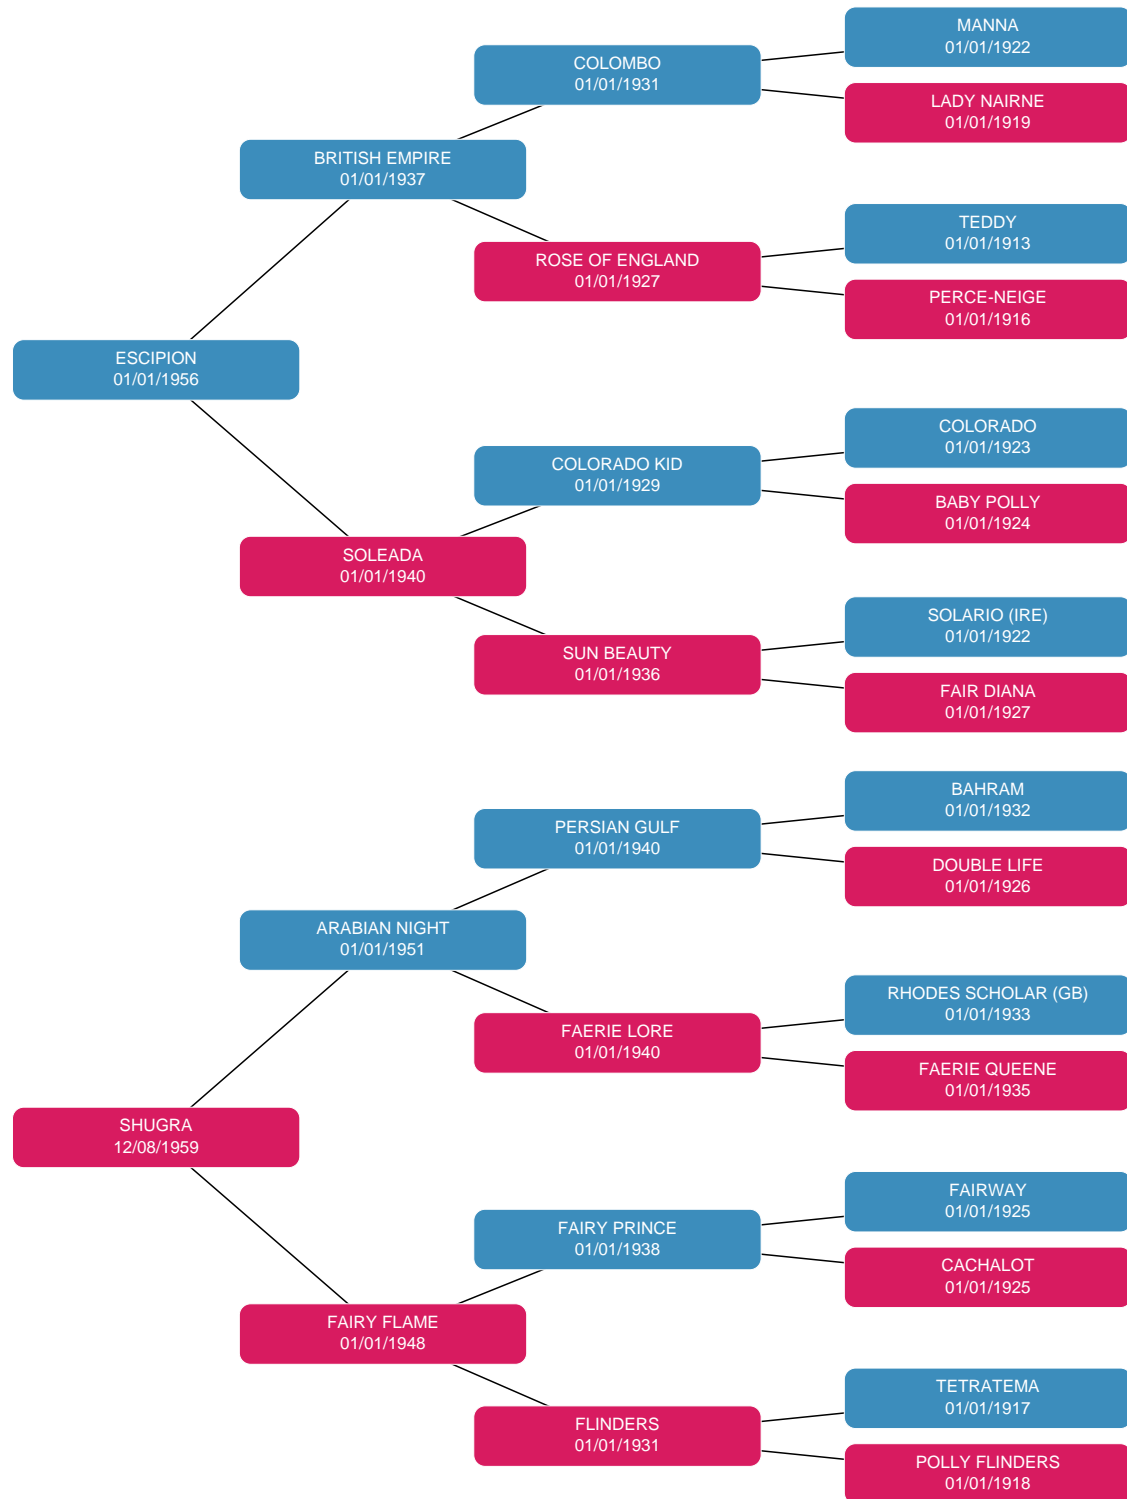 MANNA
01/01/1922
COLOMBO
01/01/1931
LADY NAIRNE
01/01/1919
BRITISH EMPIRE
01/01/1937
TEDDY
01/01/1913
ROSE OF ENGLAND
01/01/1927
PERCE-NEIGE
01/01/1916
ESCIPION
01/01/1956
COLORADO
01/01/1923
COLORADO KID
01/01/1929
BABY POLLY
01/01/1924
SOLEADA
01/01/1940
SOLARIO (IRE)
01/01/1922
SUN BEAUTY
01/01/1936
FAIR DIANA
01/01/1927
BAHRAM
01/01/1932
PERSIAN GULF
01/01/1940
DOUBLE LIFE
01/01/1926
ARABIAN NIGHT
01/01/1951
RHODES SCHOLAR (GB)
01/01/1933
FAERIE LORE
01/01/1940
FAERIE QUEENE
01/01/1935
SHUGRA
12/08/1959
FAIRWAY
01/01/1925
FAIRY PRINCE
01/01/1938
CACHALOT
01/01/1925
FAIRY FLAME
01/01/1948
TETRATEMA
01/01/1917
FLINDERS
01/01/1931
POLLY FLINDERS
01/01/1918